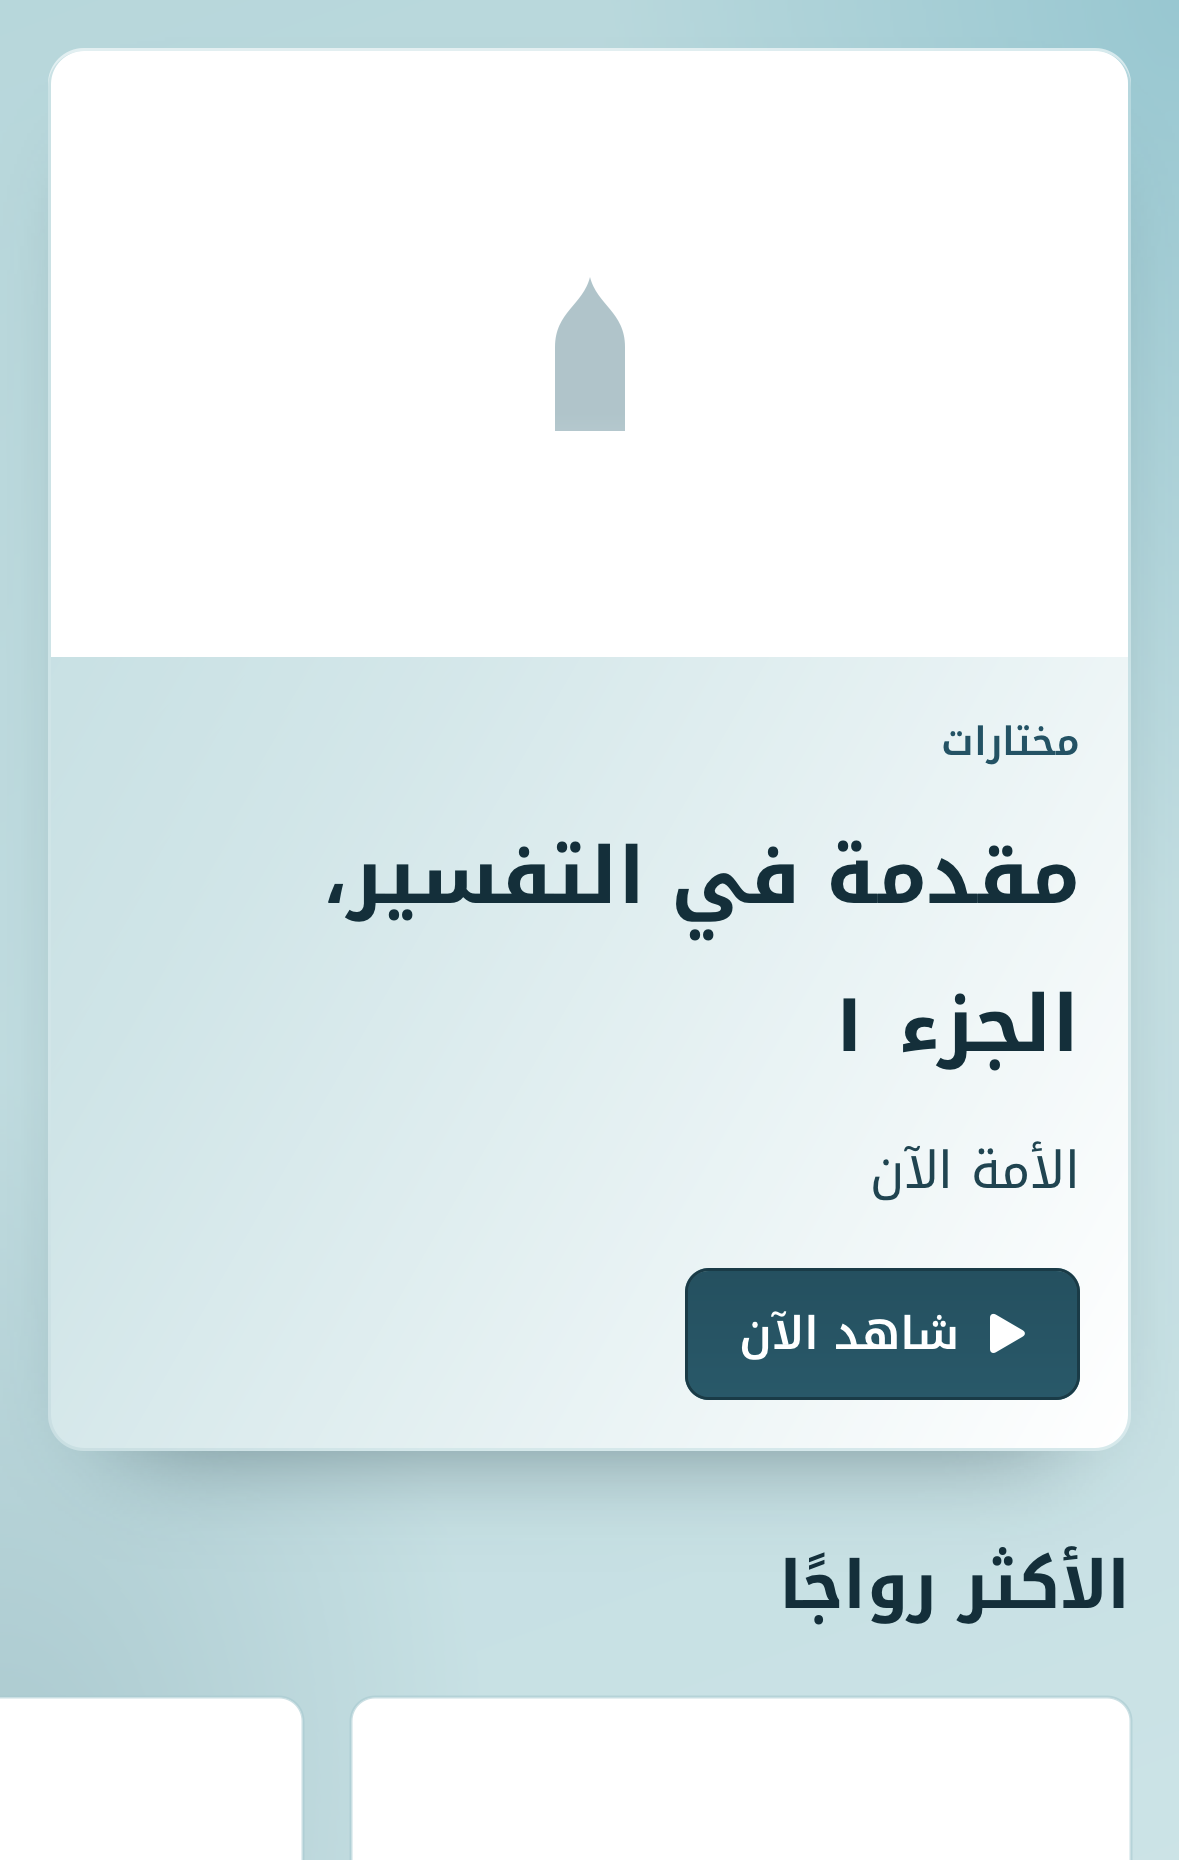 مختارات
مقدمة في التفسير،
الجزء ١
الأمة الآن
شاهد الآن
الأكثر رواجًا